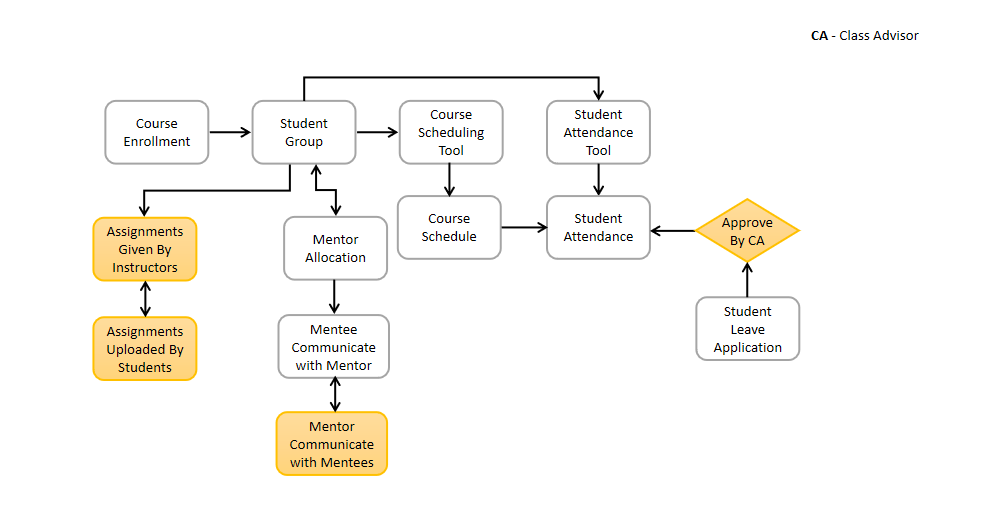 CA - Class Advisor
Course
Enrollment
Student
Group
Course
Scheduling
Tool
Student
Attendance
Tool
Assignments
Given By
Instructors
Mentor
Allocation
Course
Schedule
Student
Attendance
Approve
By CA
Assignments
Uploaded By
Students
Mentee
Communicate
with Mentor
Student
Leave
Application
Mentor
Communicate
with Mentees